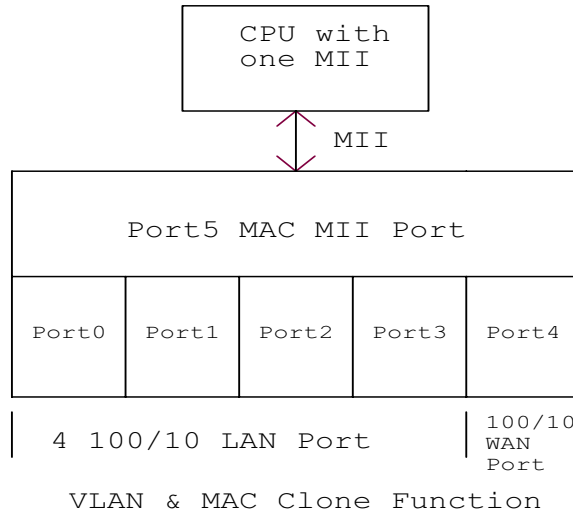 CPU with
one MII
MII
Port5 MAC MII Port
Port0 Port1 Port2 Port3 Port4
4 100/10 LAN Port
100/10
WAN
Port
VLAN & MAC Clone Function